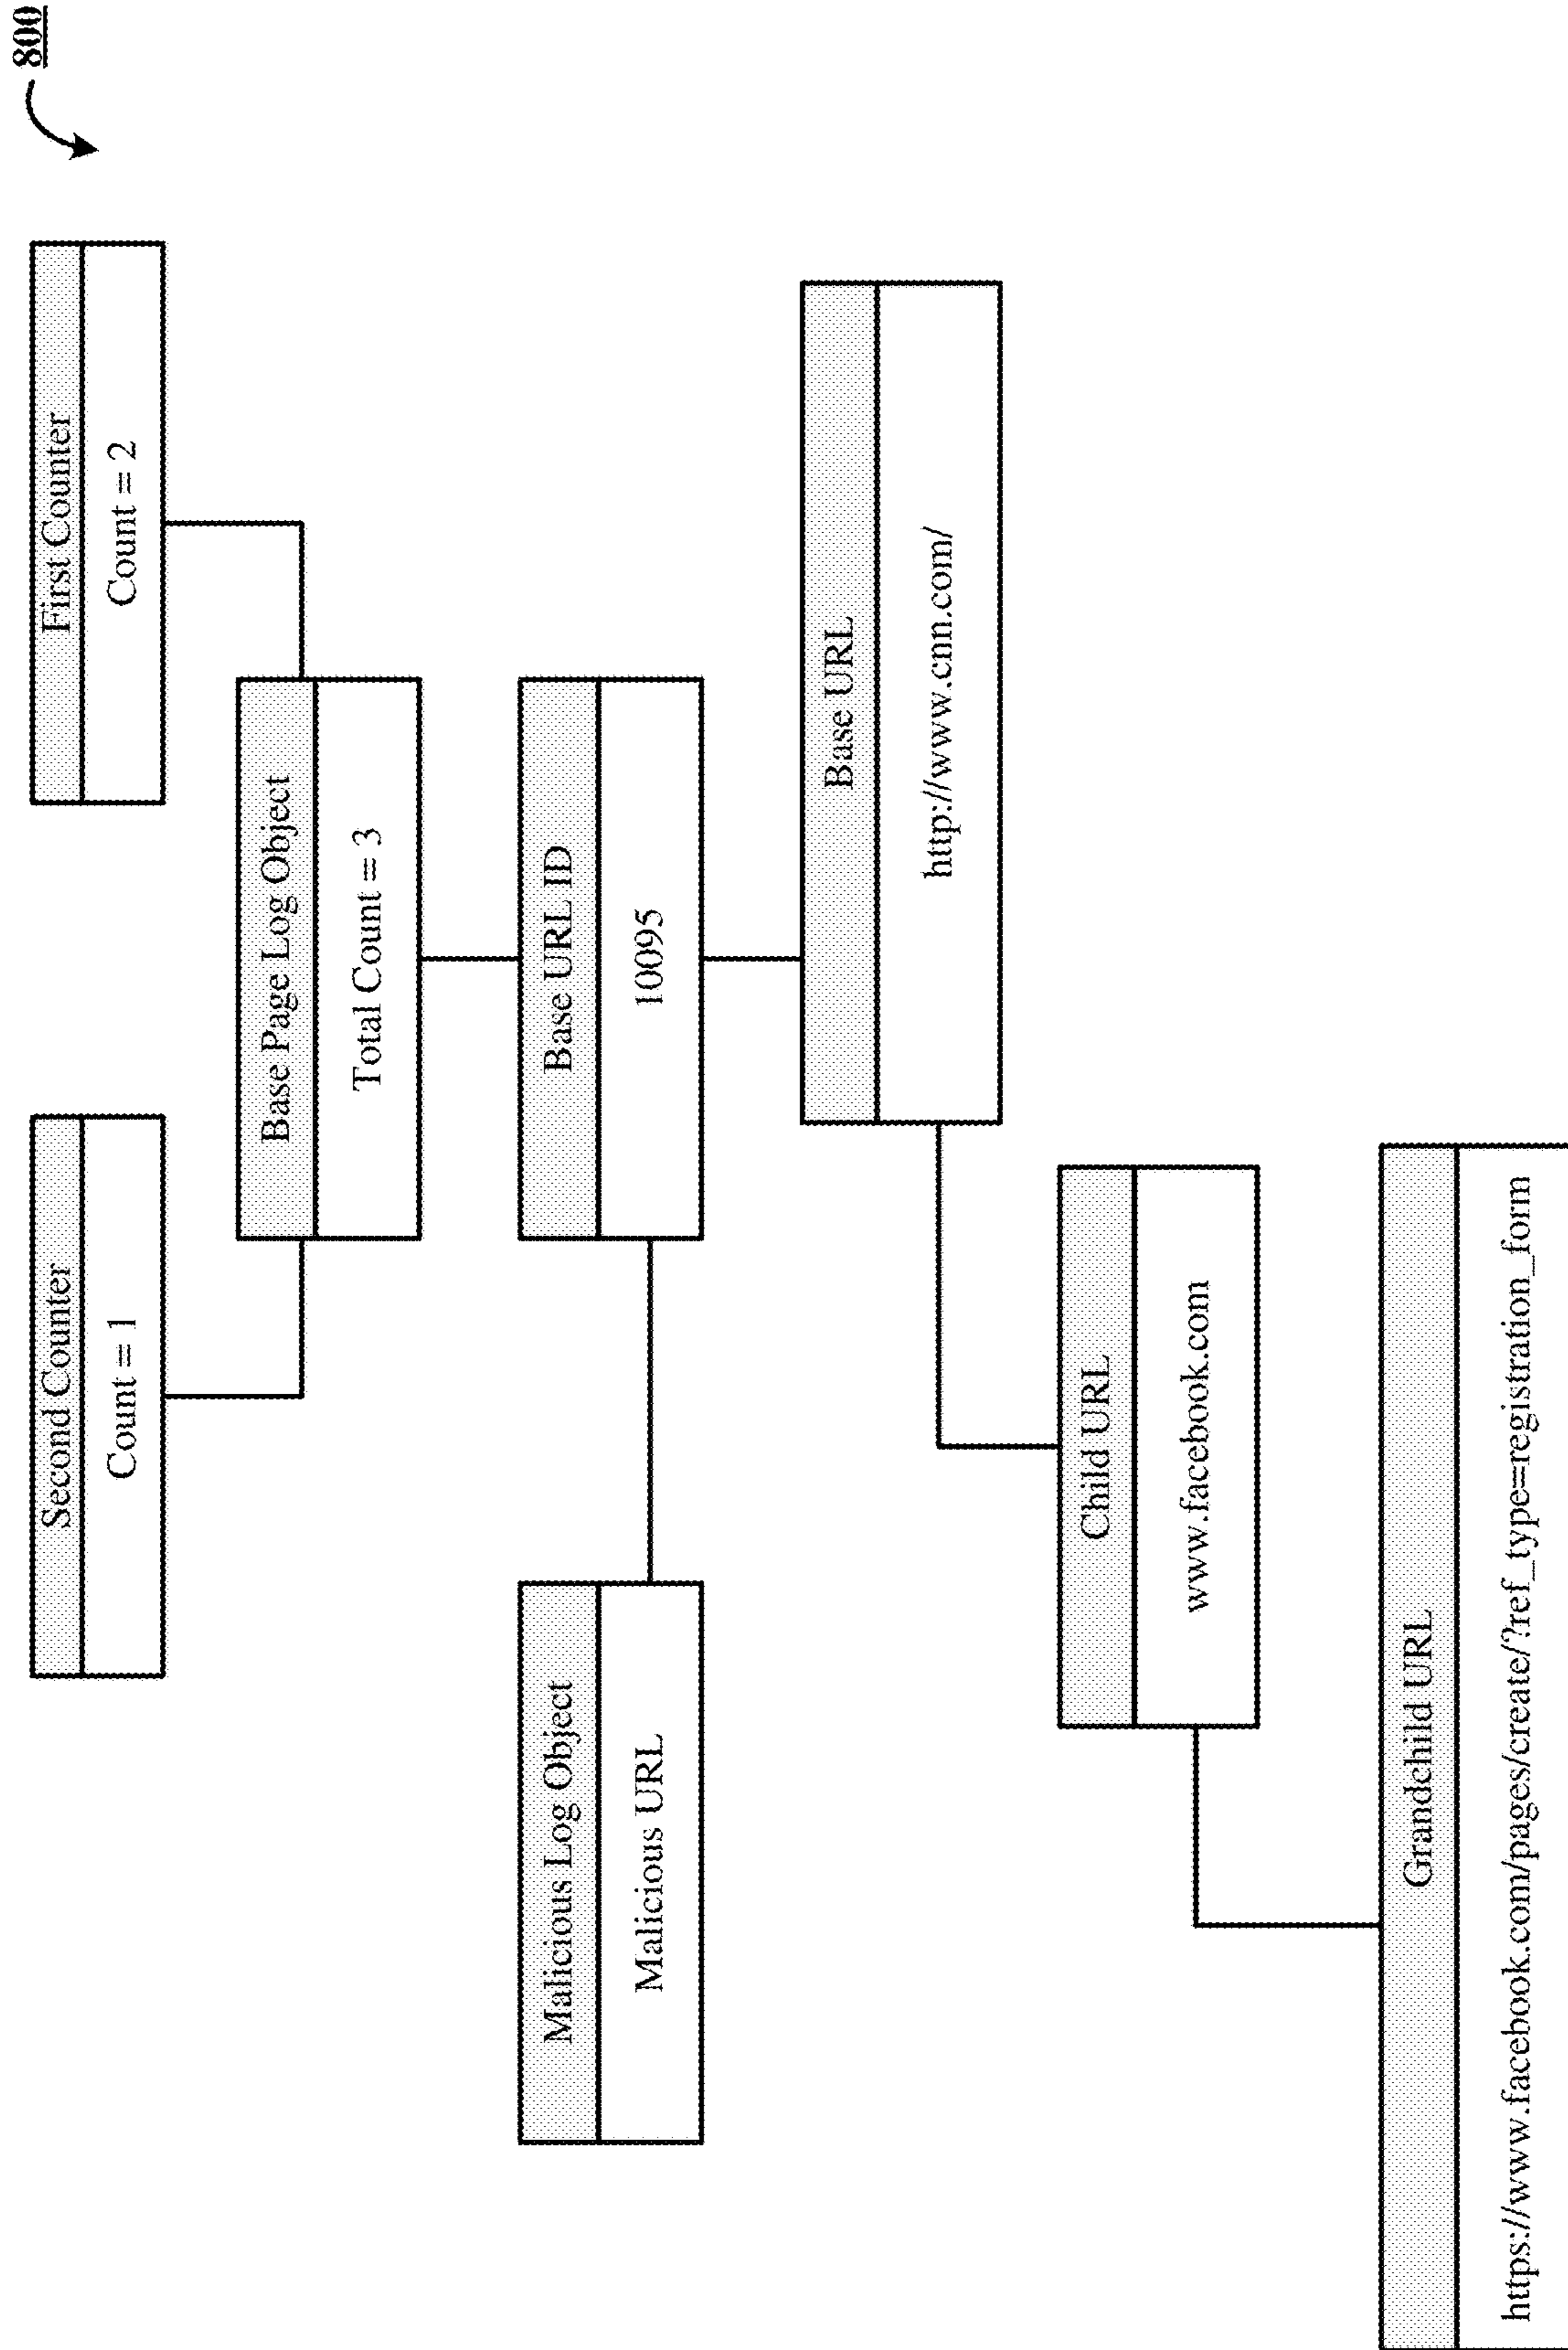 800
Second Counter
Count = 1
First Counter
Count = 2
Base Page Log Object
Total Count = 3
Malicious Log Object
Malicious URL
Base URL ID
10095
Base URL
http://www.cnn.com/
Child URL
www.facebook.com
Grandchild URL
https://www.facebook.com/pages/create/?ref_type=registration_form